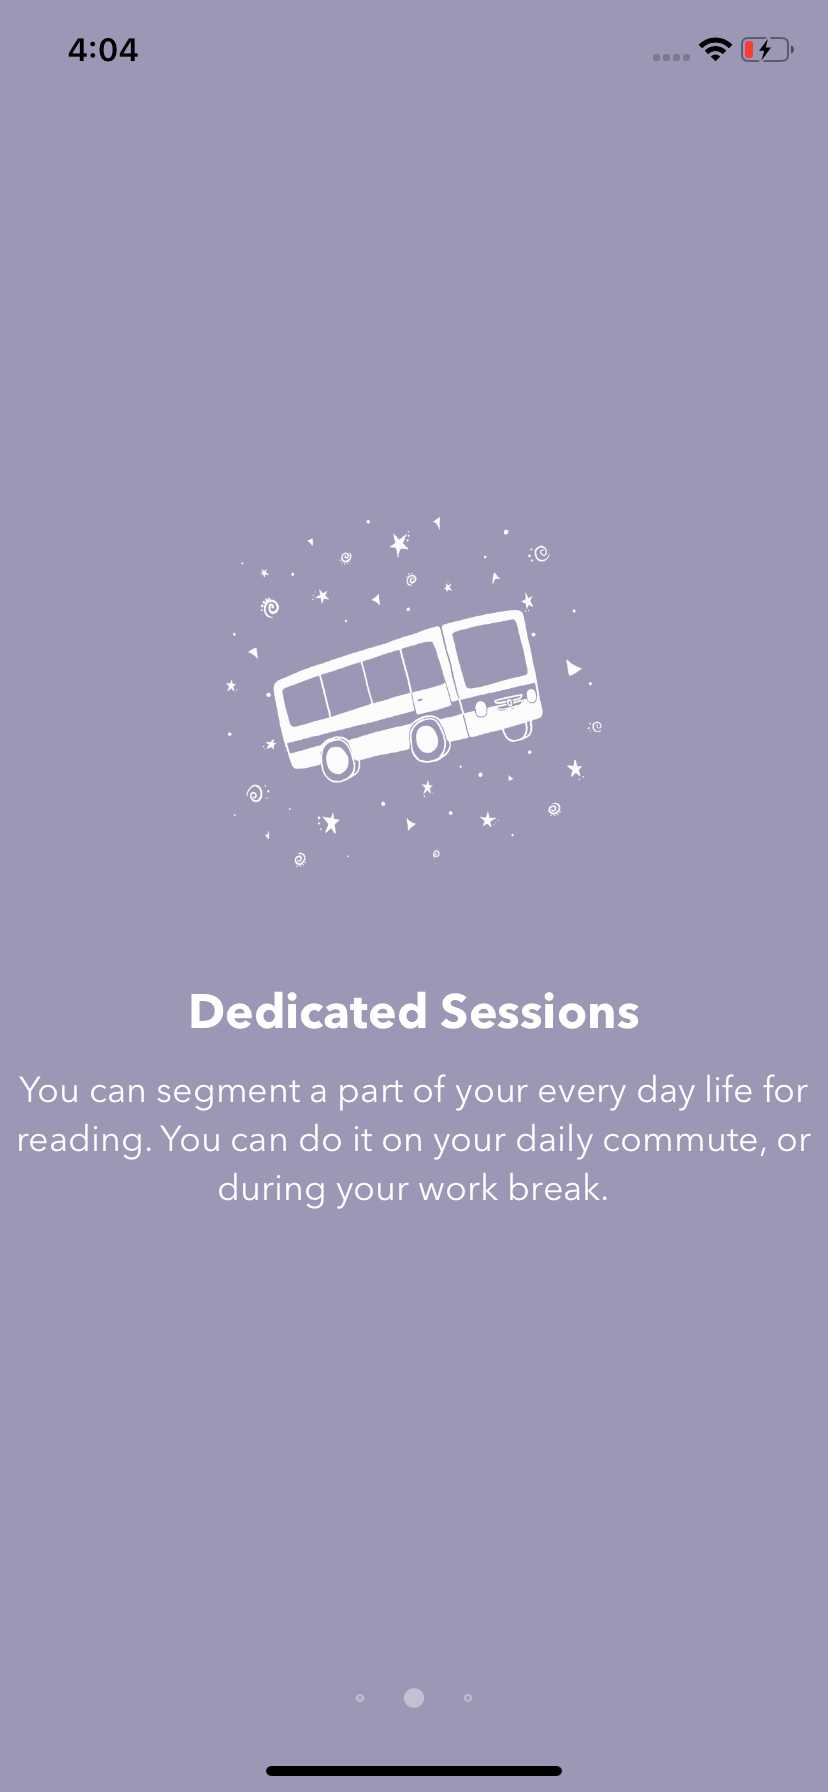 4:04
Dedicated Sessions
You can segment a part of your every day life for
reading. You can do it on your daily commute, or
during your work break.